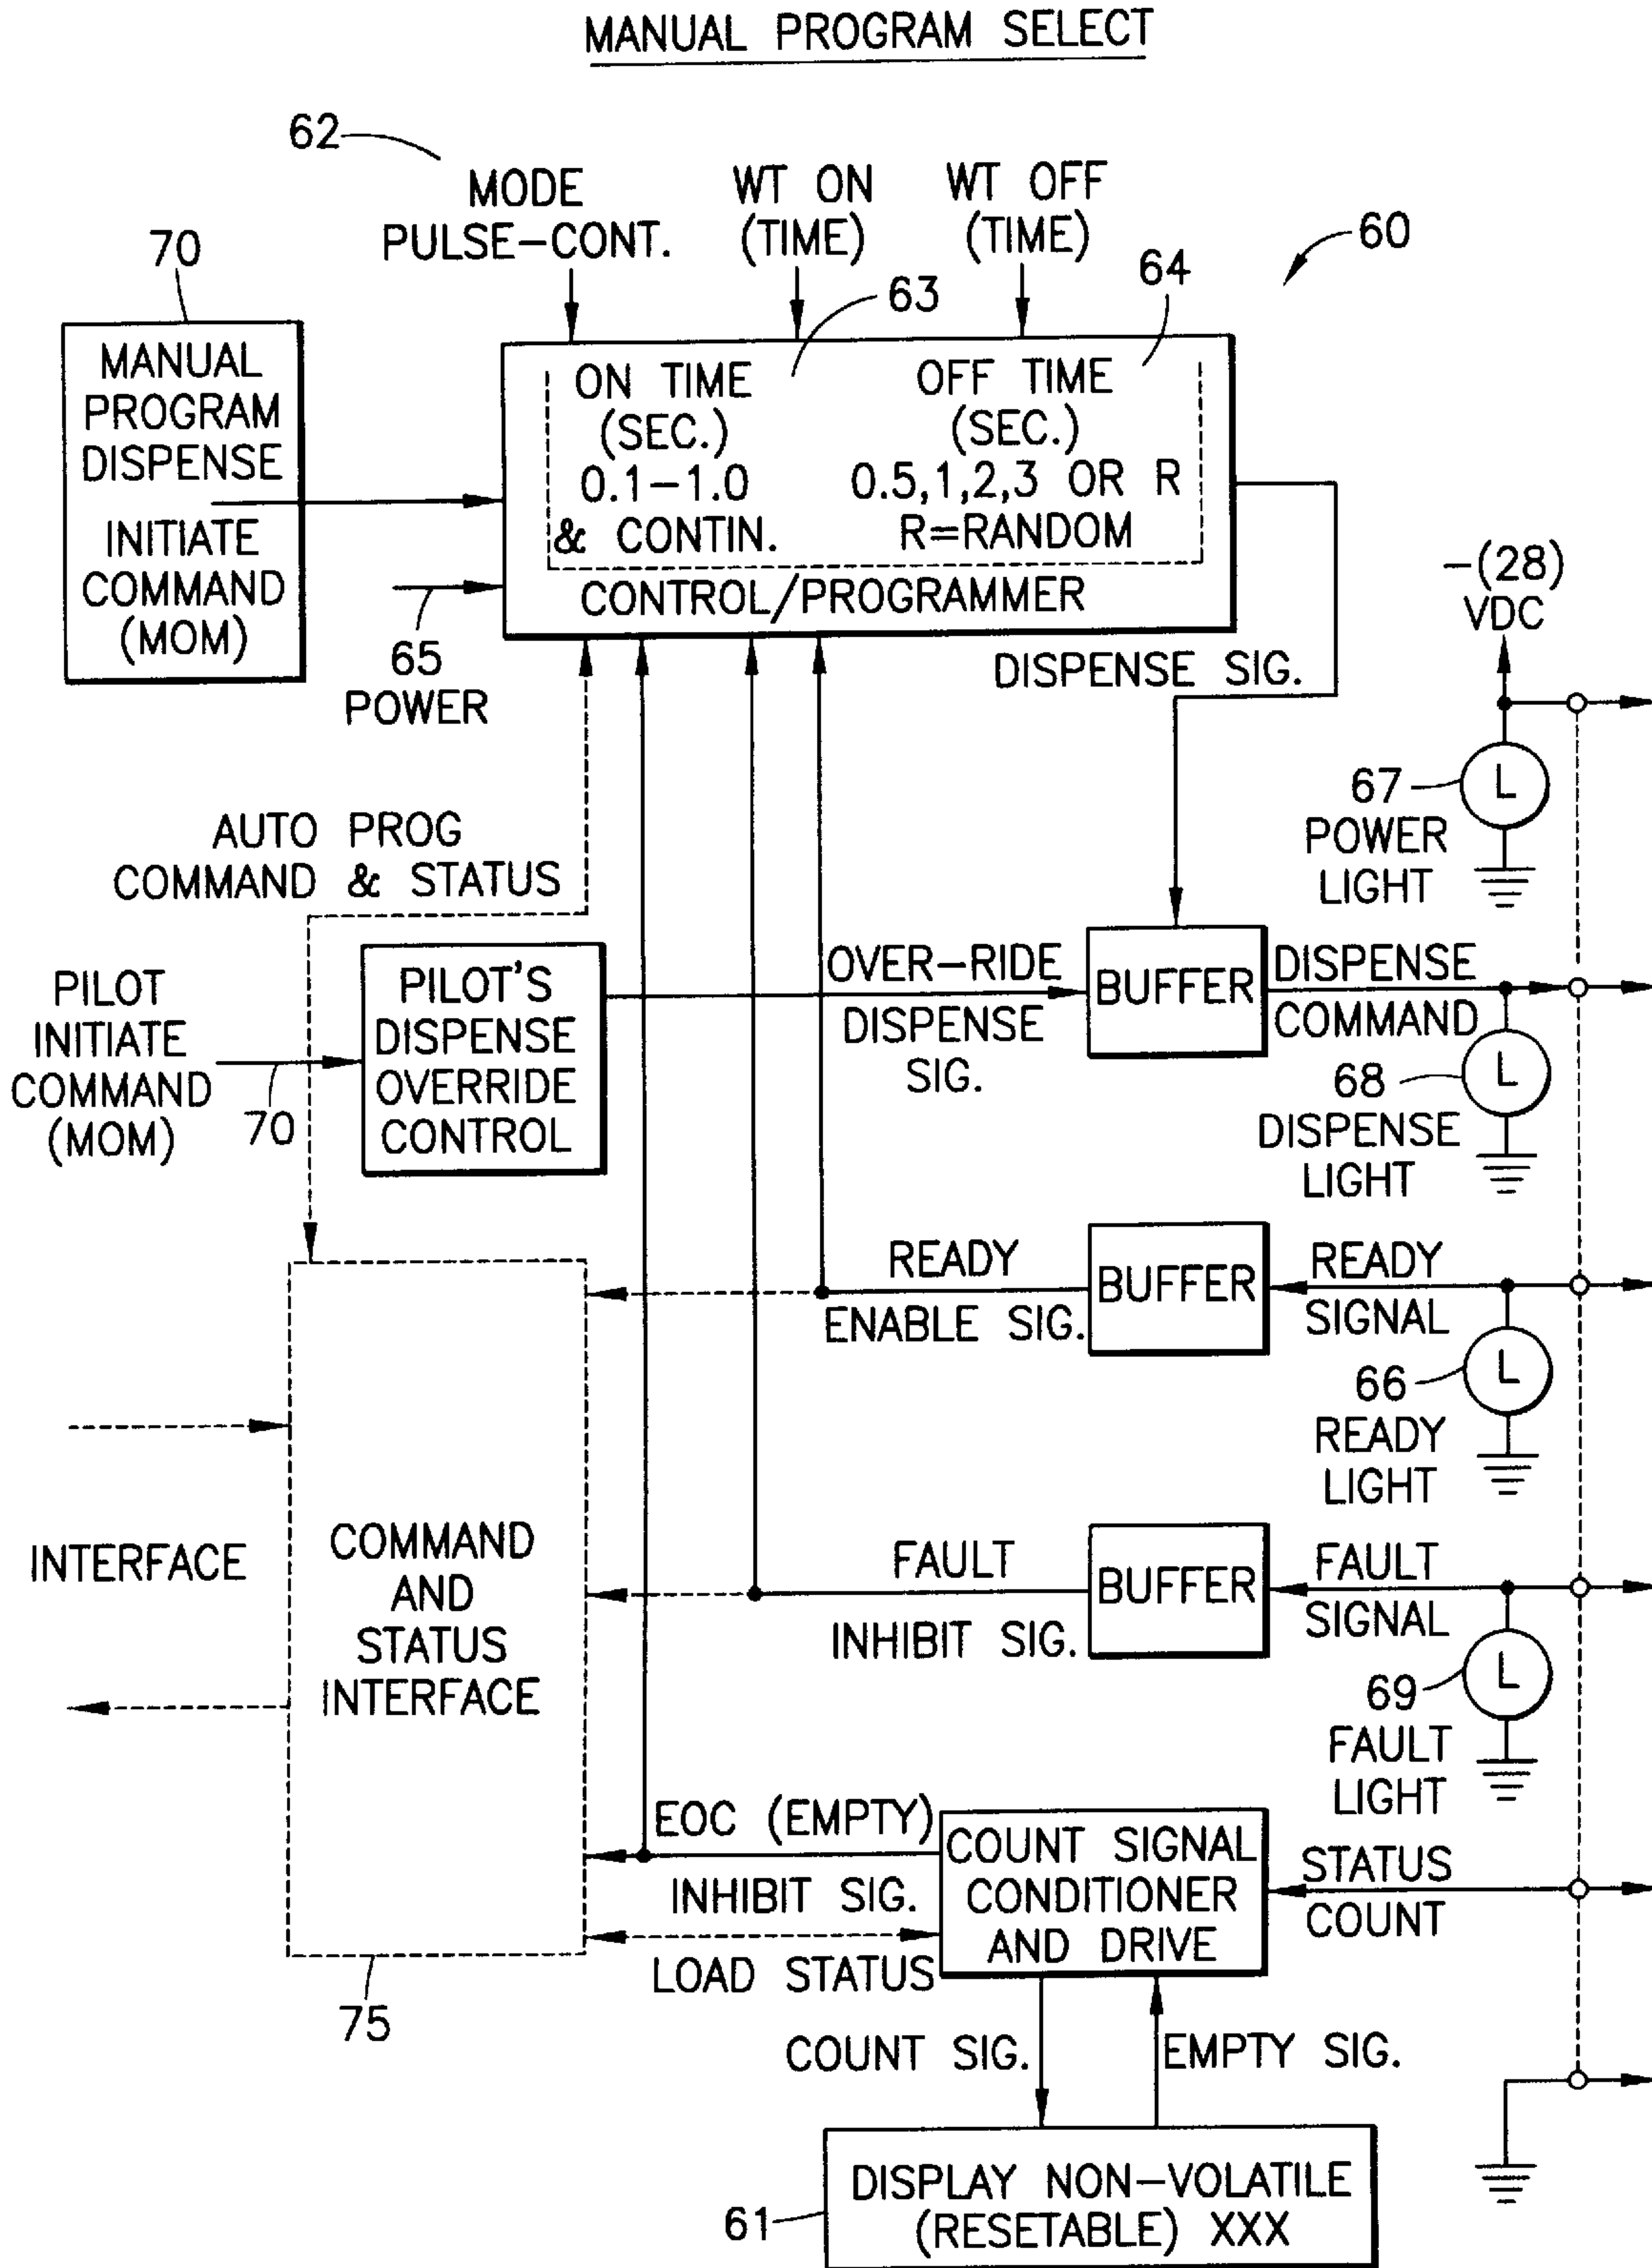 MANUAL PROGRAM SELECT
62
MODE
PULSE-CONT.
WT ON
(TIME)
WT OFF
(TIME)
60
70
63
64
MANUAL
PROGRAM
DISPENSE
INITIATE
COMMAND
(MOM)
ON TIME
(SEC.)
0.1-1.0
& CONTIN.
OFF TIME
(SEC.)
0.5,1,2,3 OR R
R=RANDOM
CONTROL/PROGRAMMER
65
POWER
DISPENSE SIG.
-(28)
VDC
67
L
POWER
LIGHT
AUTO PROG
COMMAND & STATUS
PILOT
INITIATE
COMMAND
(MOM)
70
PILOT'S
DISPENSE
OVERRIDE
CONTROL
OVER-RIDE
DISPENSE
SIG.
BUFFER
DISPENSE
COMMAND
68
L
DISPENSE
LIGHT
READY
ENABLE SIG.
BUFFER
READY
SIGNAL
66
L
READY
LIGHT
INTERFACE
COMMAND
AND
STATUS
INTERFACE
FAULT
INHIBIT SIG.
BUFFER
FAULT
SIGNAL
69
L
FAULT
LIGHT
EOC (EMPTY)
INHIBIT SIG.
LOAD STATUS
COUNT SIGNAL
CONDITIONER
AND DRIVE
STATUS
COUNT
75
COUNT SIG.
EMPTY SIG.
61
DISPLAY NON-VOLATILE
(RESETABLE) XXX